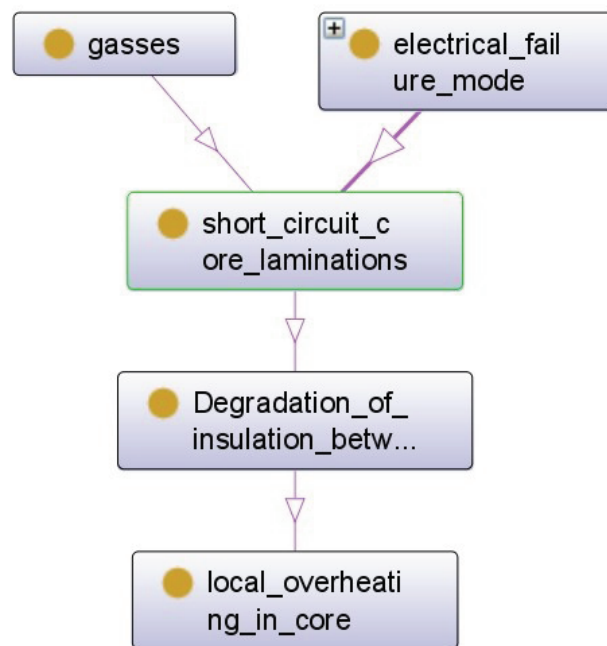 gasses
electrical_fail
ure_mode
short_circuit_c
ore_laminations
Degradation_of_
insulation_betw...
local_overheati
ng_in_core